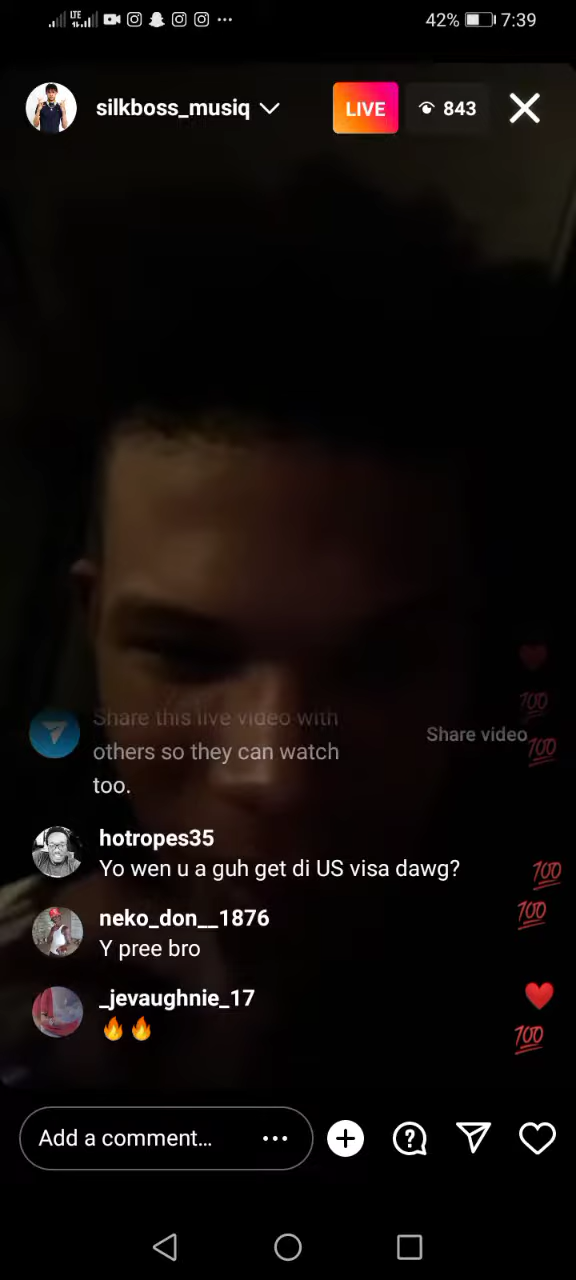 LTE 42% 7:39
silkboss_musiq LIVE 843
Share this live video with
others so they can watch
too.
Share video
hotropes35
Yo wen u a guh get di US visa dawg?
neko_don__1876
Y pree bro
_jevaughnie_17
🔥🔥
Add a comment...